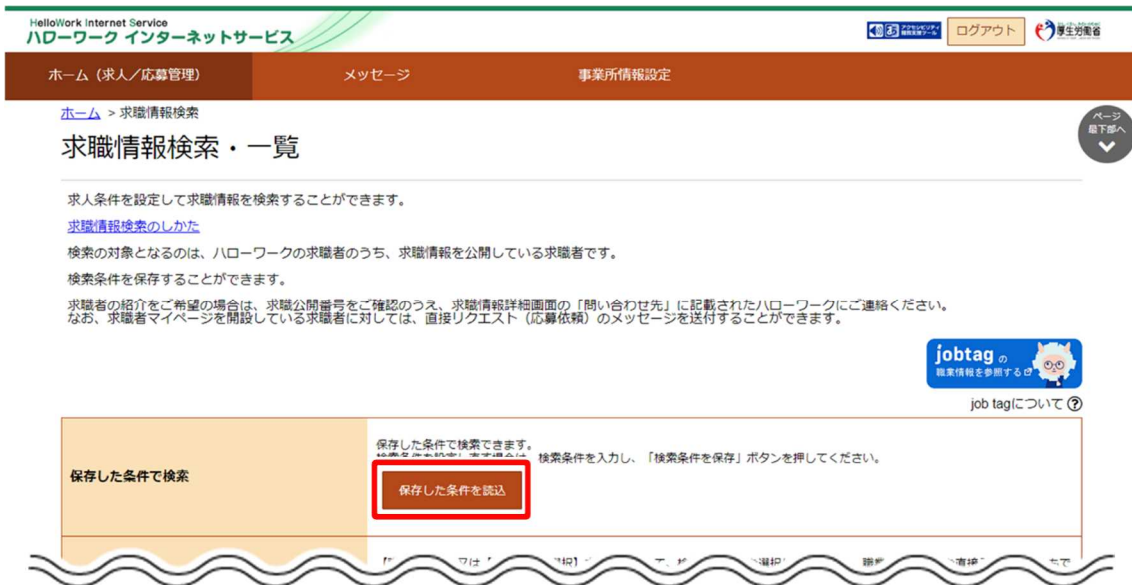 HelloWork Internet Service
ハローワーク インターネットサービス
ログアウト
厚生労働省
ホーム（求人／応募管理）
メッセージ
事業所情報設定
ホーム > 求職情報検索
ページ
最下部へ
求職情報検索・一覧
求人条件を設定して求職情報を検索することができます。
求職情報検索のしかた
検索の対象となるのは、ハローワークの求職者のうち、求職情報を公開している求職者です。
検索条件を保存することができます。
求職者の紹介をご希望の場合は、求職公開番号をご確認のうえ、求職情報詳細画面の「問い合わせ先」に記載されたハローワークにご連絡ください。
なお、求職者マイページを開設している求職者に対しては、直接リクエスト（応募依頼）のメッセージを送付することができます。
jobtag の
職業情報を参照する
job tagについて ?
保存した条件で検索
保存した条件で検索できます。
検索条件を設定し直す場合は、検索条件を入力し、「検索条件を保存」ボタンを押してください。
保存した条件を読込